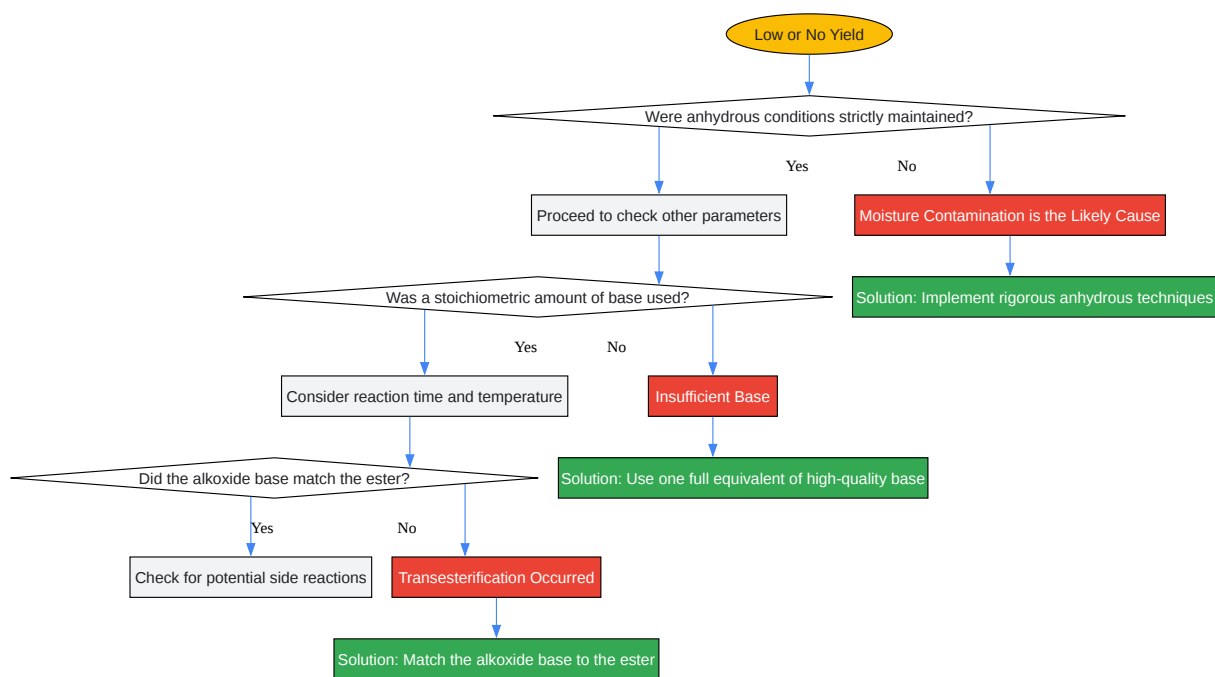 Low or No Yield
Were anhydrous conditions strictly maintained?
Yes
No
Proceed to check other parameters
Moisture Contamination is the Likely Cause
Was a stoichiometric amount of base used?
Solution: Implement rigorous anhydrous techniques
Yes
No
Consider reaction time and temperature
Insufficient Base
Did the alkoxide base match the ester?
Solution: Use one full equivalent of high-quality base
Yes
No
Check for potential side reactions
Transesterification Occurred
Solution: Match the alkoxide base to the ester